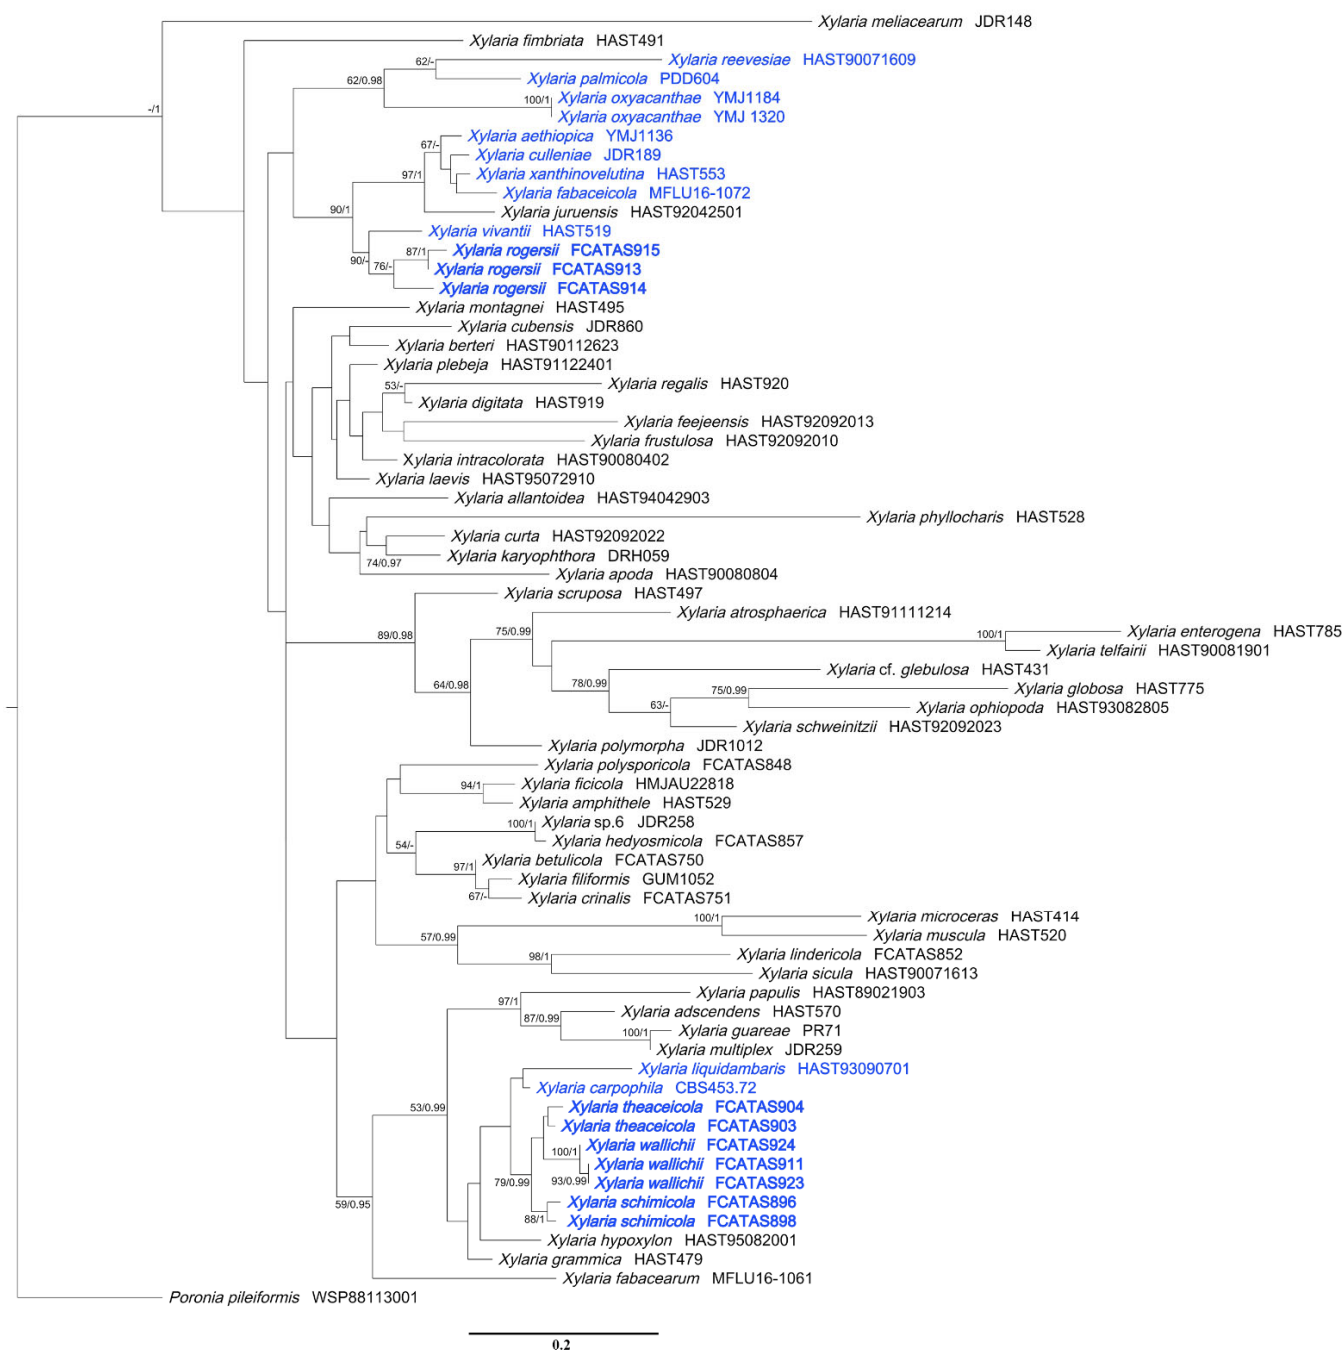 Xylaria meliacearum JDR148
Xylaria fimbriata HAST491
62/-
Xylaria reevesiae HAST90071609
62/0.98
Xylaria palmicola PDD604
100/1
Xylaria oxyacanthae YMJ1184
-/1
Xylaria oxyacanthae YMJ 1320
Xylaria aethiopica YMJ1136
67/-
Xylaria culleniae JDR189
97/1
Xylaria xanthinovelutina HAST553
Xylaria fabaceicola MFLU16-1072
90/1
Xylaria juruensis HAST92042501
Xylaria vivantii HAST519
87/1
Xylaria rogersii FCATAS915
90/-
76/-
Xylaria rogersii FCATAS913
Xylaria rogersii FCATAS914
Xylaria montagnei HAST495
Xylaria cubensis JDR860
Xylaria berteri HAST90112623
Xylaria plebeja HAST91122401
53/-
Xylaria regalis HAST920
Xylaria digitata HAST919
Xylaria feejeensis HAST92092013
Xylaria frustulosa HAST92092010
Xylaria intracolorata HAST90080402
Xylaria laevis HAST95072910
Xylaria allantoidea HAST94042903
Xylaria phyllocharis HAST528
Xylaria curta HAST92092022
Xylaria karyophthora DRH059
74/0.97
Xylaria apoda HAST90080804
Xylaria scruposa HAST497
Xylaria atrosphaerica HAST91111214
89/0.98
75/0.99
100/1
Xylaria enterogena HAST785
Xylaria telfairii HAST90081901
Xylaria cf. glebulosa HAST431
64/0.98
78/0.99
75/0.99
Xylaria globosa HAST775
63/-
Xylaria ophiopoda HAST93082805
Xylaria schweinitzii HAST92092023
Xylaria polymorpha JDR1012
Xylaria polysporicola FCATAS848
94/1
Xylaria ficicola HMJAU22818
Xylaria amphithele HAST529
100/1
Xylaria sp.6 JDR258
Xylaria hedyosmicola FCATAS857
54/-
Xylaria betulicola FCATAS750
97/1
Xylaria filiformis GUM1052
67/-
Xylaria crinalis FCATAS751
100/1
Xylaria microceras HAST414
57/0.99
Xylaria muscula HAST520
98/1
Xylaria lindericola FCATAS852
Xylaria sicula HAST90071613
Xylaria papulis HAST89021903
97/1
Xylaria adscendens HAST570
87/0.99
100/1
Xylaria guareae PR71
Xylaria multiplex JDR259
Xylaria liquidambaris HAST93090701
Xylaria carpophila CBS453.72
53/0.99
Xylaria theaceicola FCATAS904
Xylaria theaceicola FCATAS903
100/1
Xylaria wallichii FCATAS924
Xylaria wallichii FCATAS911
79/0.99
93/0.99
Xylaria wallichii FCATAS923
59/0.95
Xylaria schimicola FCATAS896
88/1
Xylaria schimicola FCATAS898
Xylaria hypoxylon HAST95082001
Xylaria grammica HAST479
Xylaria fabacearum MFLU16-1061
Poronia pileiformis WSP88113001
0.2